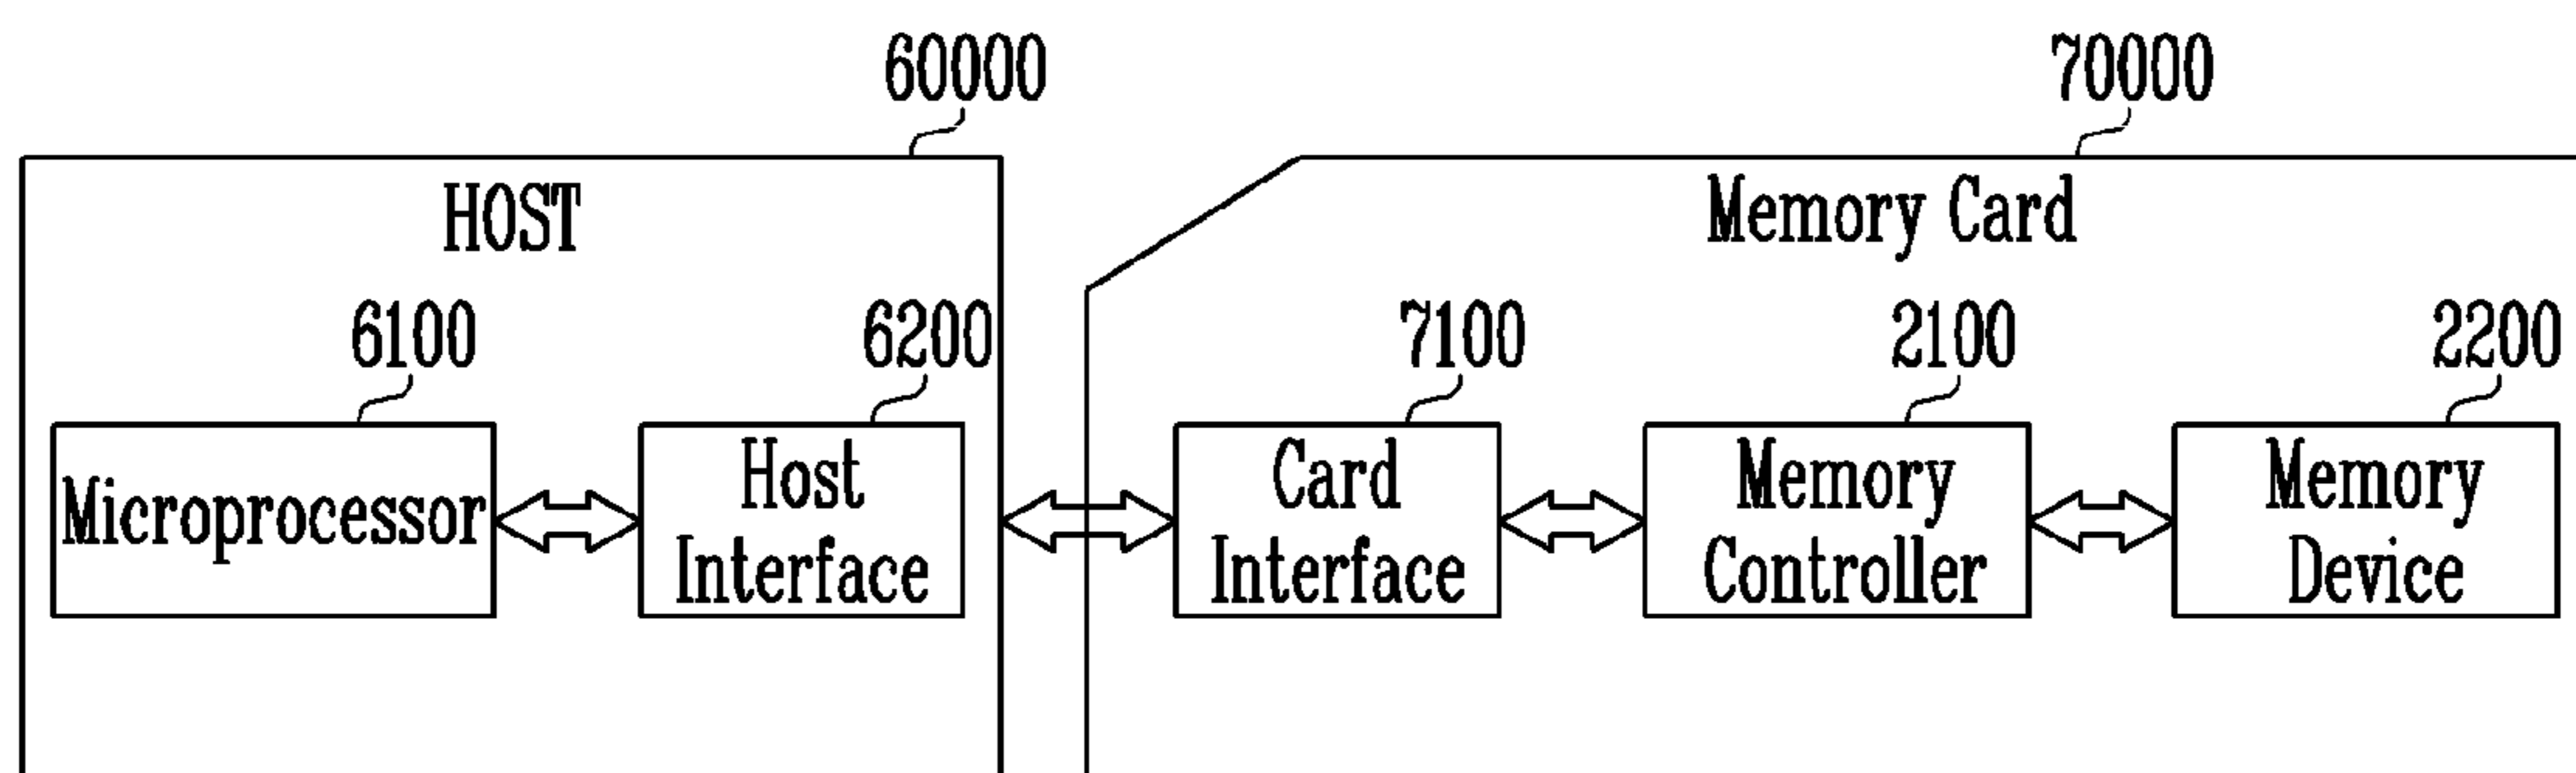 60000
70000
HOST
Memory Card
6100
6200
7100
2100
2200
Microprocessor
Host
Interface
Card
Interface
Memory
Controller
Memory
Device